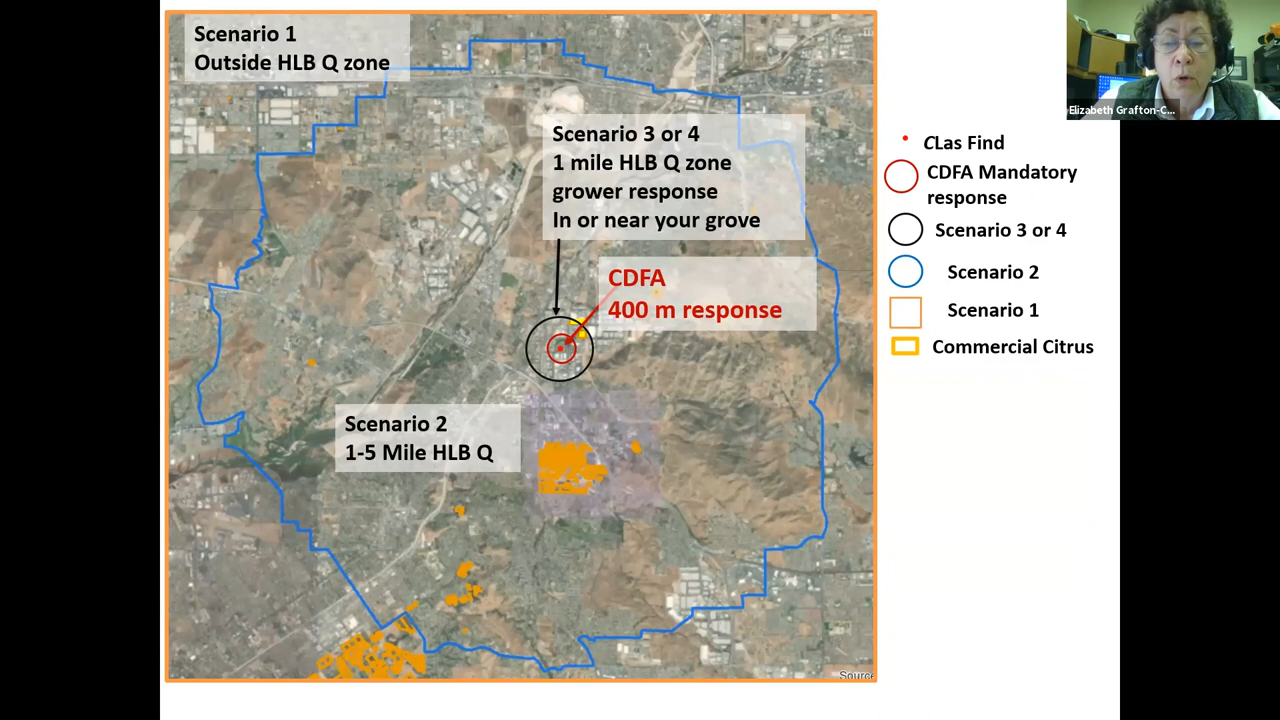 Scenario 1
Outside HLB Q zone
Scenario 3 or 4
1 mile HLB Q zone
grower response
In or near your grove
CDFA
400 m response
Scenario 2
1-5 Mile HLB Q
Source
Elizabeth Grafton-C...
CLas Find
CDFA Mandatory
response
Scenario 3 or 4
Scenario 2
Scenario 1
Commercial Citrus